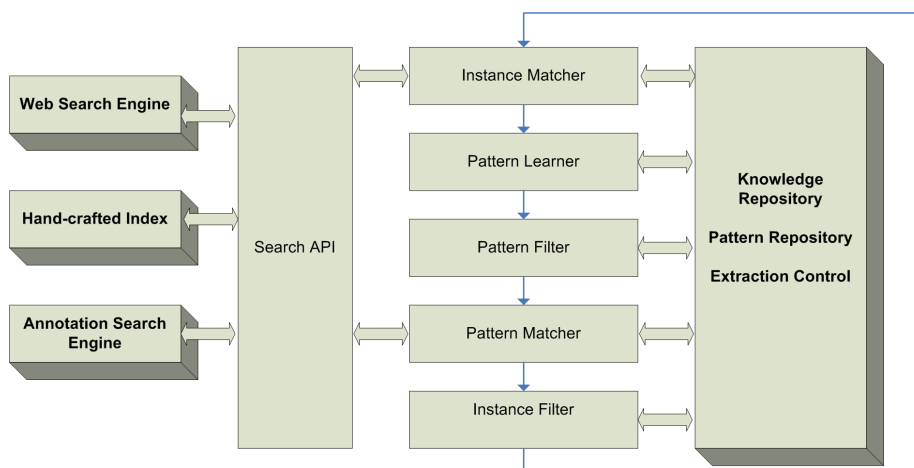 Web Search Engine
Hand-crafted Index
Annotation Search
Engine
Search API
Instance Matcher
Pattern Learner
Pattern Filter
Pattern Matcher
Instance Filter
Knowledge
Repository
Pattern Repository
Extraction Control